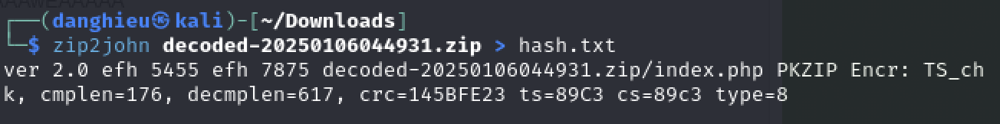 ┌──(danghieu㉿kali)-[~/Downloads]
└─$ zip2john decoded-20250106044931.zip > hash.txt
ver 2.0 efh 5455 efh 7875 decoded-20250106044931.zip/index.php PKZIP Encr: TS_ch
k, cmplen=176, decmplen=617, crc=145BFE23 ts=89C3 cs=89c3 type=8